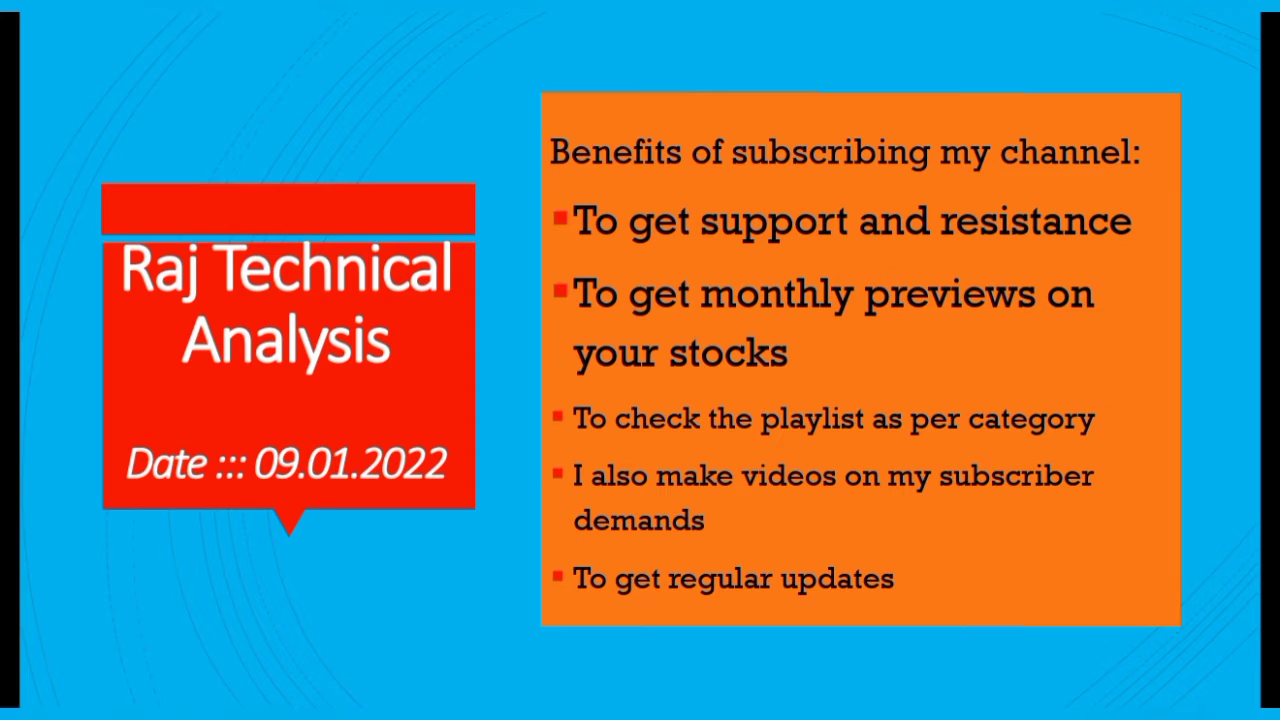 Raj Technical
Analysis
Date ::: 09.01.2022
Benefits of subscribing my channel:
To get support and resistance
To get monthly previews on
your stocks
To check the playlist as per category
I also make videos on my subscriber
demands
To get regular updates